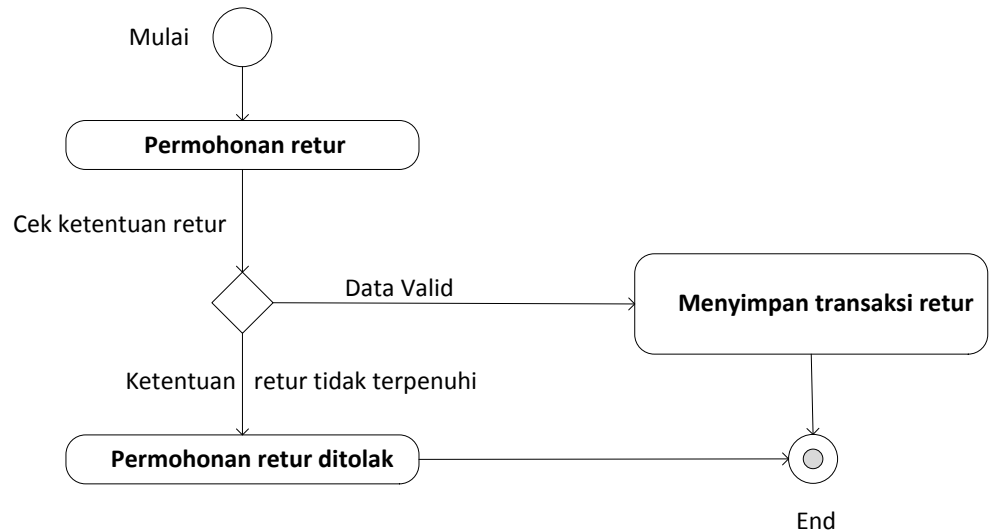 Mulai
Permohonan retur
Cek ketentuan retur
Data Valid
Menyimpan transaksi retur
Ketentuan retur tidak terpenuhi
Permohonan retur ditolak
End